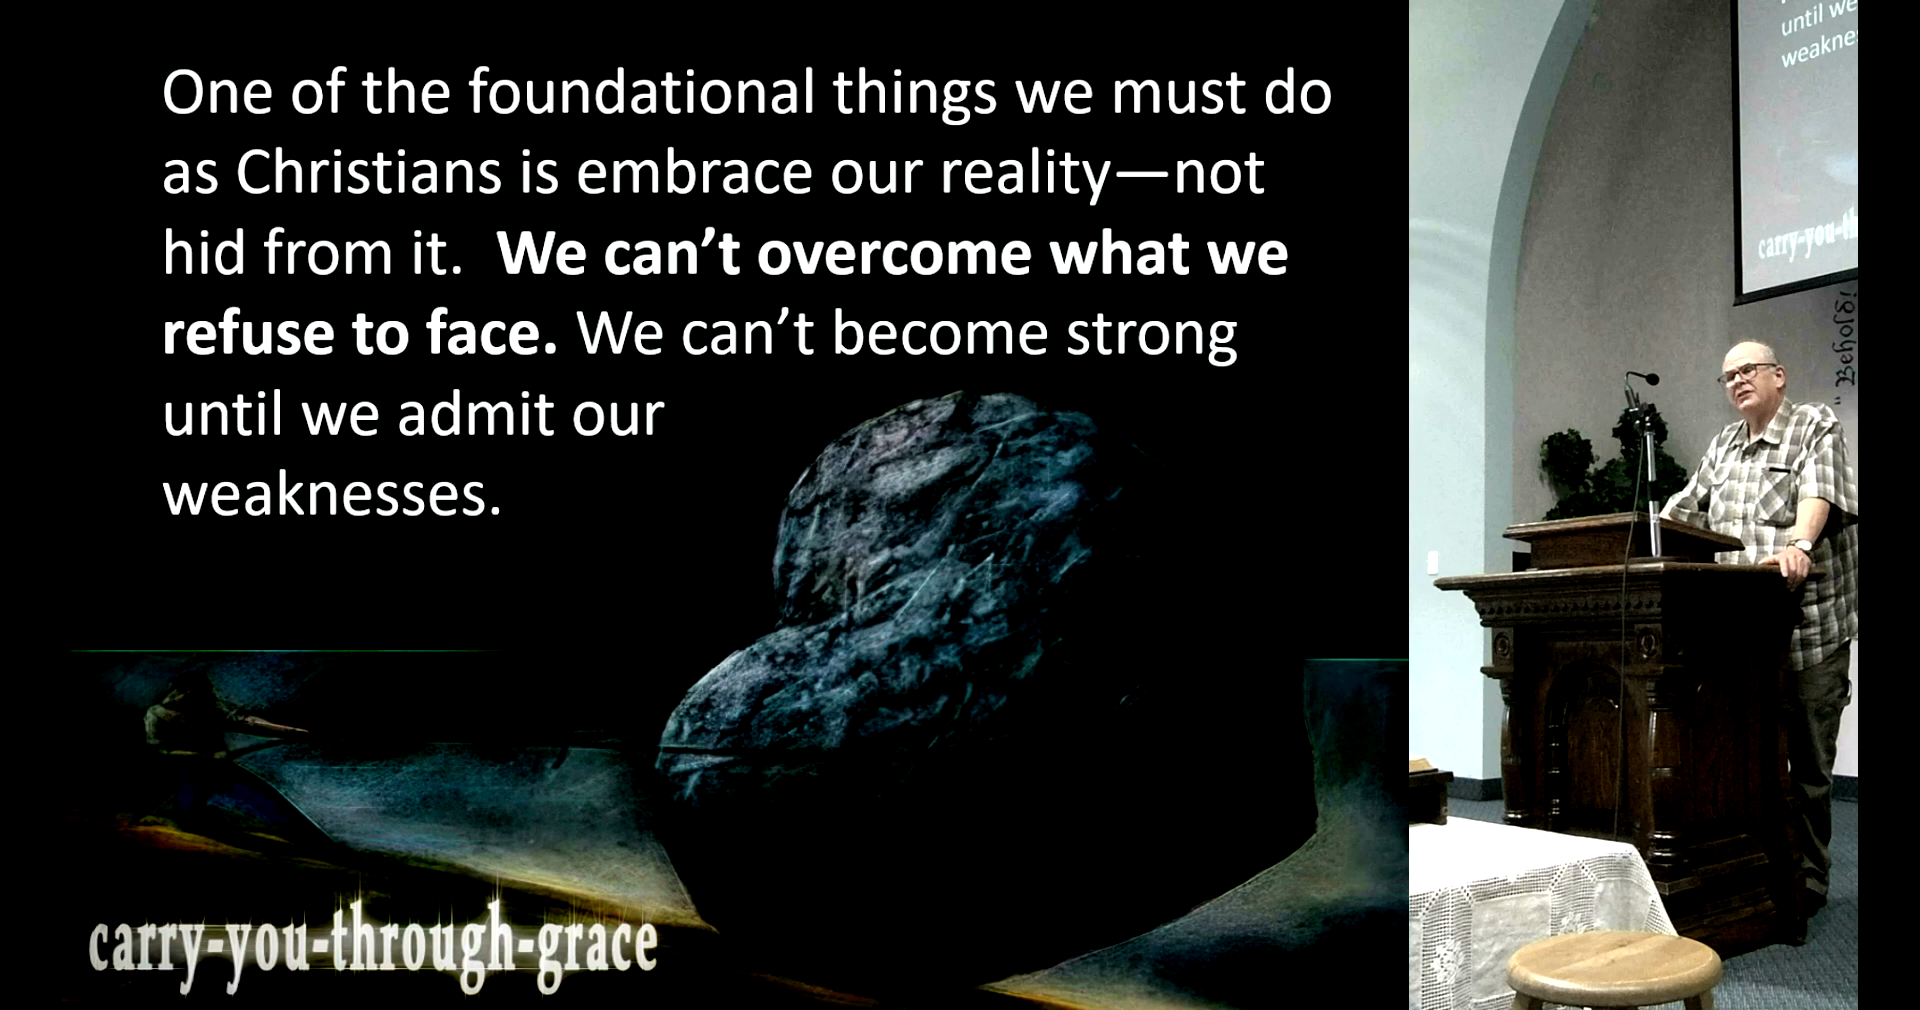 One of the foundational things we must do
as Christians is embrace our reality—not
hid from it.  We can’t overcome what we
refuse to face. We can’t become strong
until we admit our
weaknesses.
carry-you-through-grace
until we
carry-you-th
"Behold!